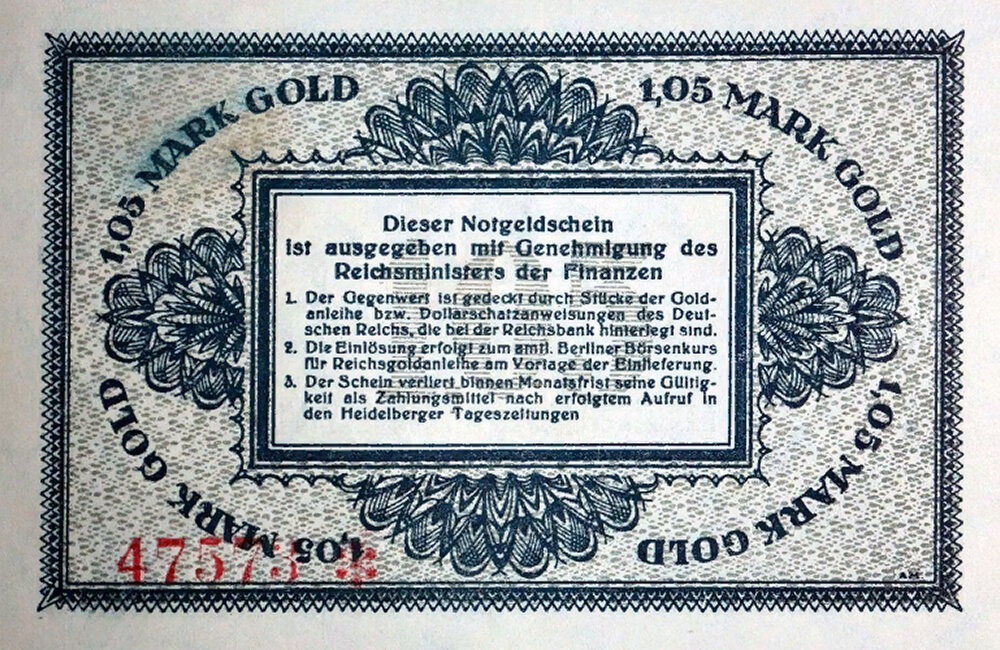 1,05 MARK GOLD
1,05 MARK GOLD
Dieser Notgeldschein
ist ausgegeben mit Genehmigung des
Reichsministers der Finanzen
1. Der Gegenwert ist gedeckt durch Stücke der Gold-
anleihe bzw. Dollarschatzanweisungen des Deut-
schen Reichs, die bei der Reichsbank hinterlegt sind.
2. Die Einlösung erfolgt zum amtl. Berliner Börsenkurs
für Reichsgoldanleihe am Vortage der Einlieferung.
3. Der Schein verliert binnen Monatsfrist seine Gültig-
keit als Zahlungsmittel nach erfolgtem Aufruf in
den Heidelberger Tageszeitungen
1,05 MARK GOLD
1,05 MARK GOLD